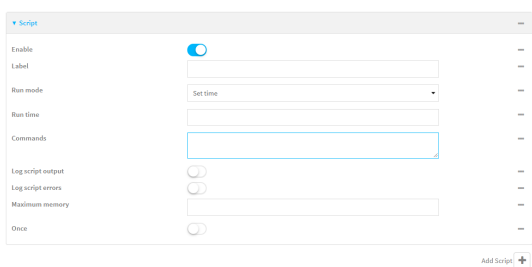 Script
Enable
Label
Run mode
Set time
Run time
Commands
Log script output
Log script errors
Maximum memory
Once
Add Script